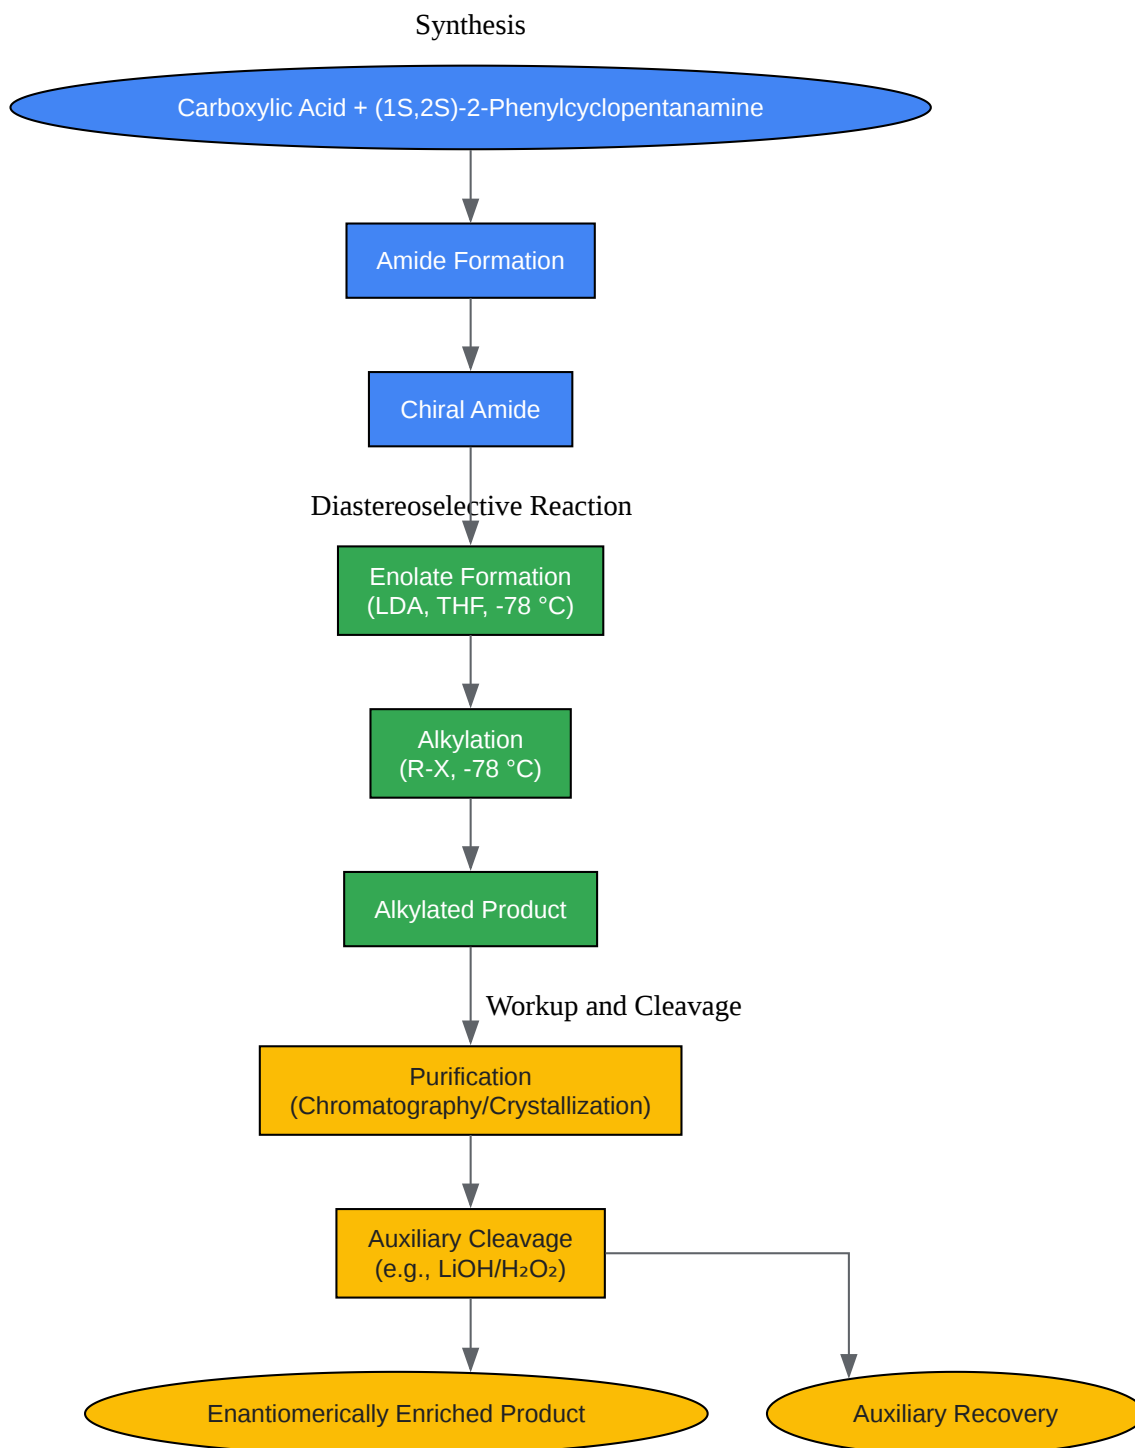 Synthesis
Carboxylic Acid + (1S,2S)-2-Phenylcyclopentanamine
Amide Formation
Chiral Amide
Diastereoselective Reaction
Enolate Formation
(LDA, THF, -78 °C)
Alkylation
(R-X, -78 °C)
Alkylated Product
Workup and Cleavage
Purification
(Chromatography/Crystallization)
Auxiliary Cleavage
(e.g., LiOH/H₂O₂)
Enantiomerically Enriched Product
Auxiliary Recovery